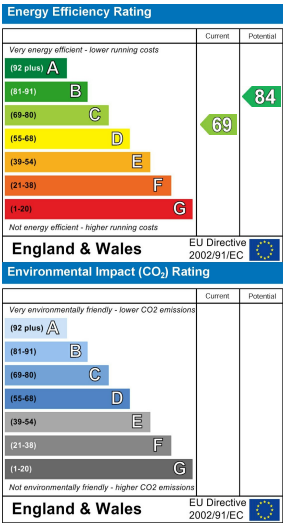 Energy Efficiency Rating
Current Potential
Very energy efficient - lower running costs
(92 plus) A
(81-91) B
(69-80) C
(55-68) D
(39-54) E
(21-38) F
(1-20) G
69
84
Not energy efficient - higher running costs
England & Wales
EU Directive
2002/91/EC
Environmental Impact (CO₂) Rating
Current Potential
Very environmentally friendly - lower CO2 emissions
(92 plus) A
(81-91) B
(69-80) C
(55-68) D
(39-54) E
(21-38) F
(1-20) G
Not environmentally friendly - higher CO2 emissions
England & Wales
EU Directive
2002/91/EC